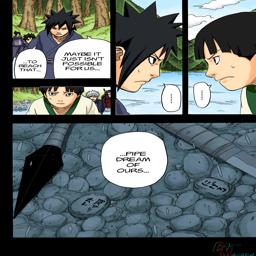 MAYBE IT
JUST ISN'T
POSSIBLE
FOR US...
...TO
REACH
THAT...
......
......
...PIPE
DREAM
OF
OURS...